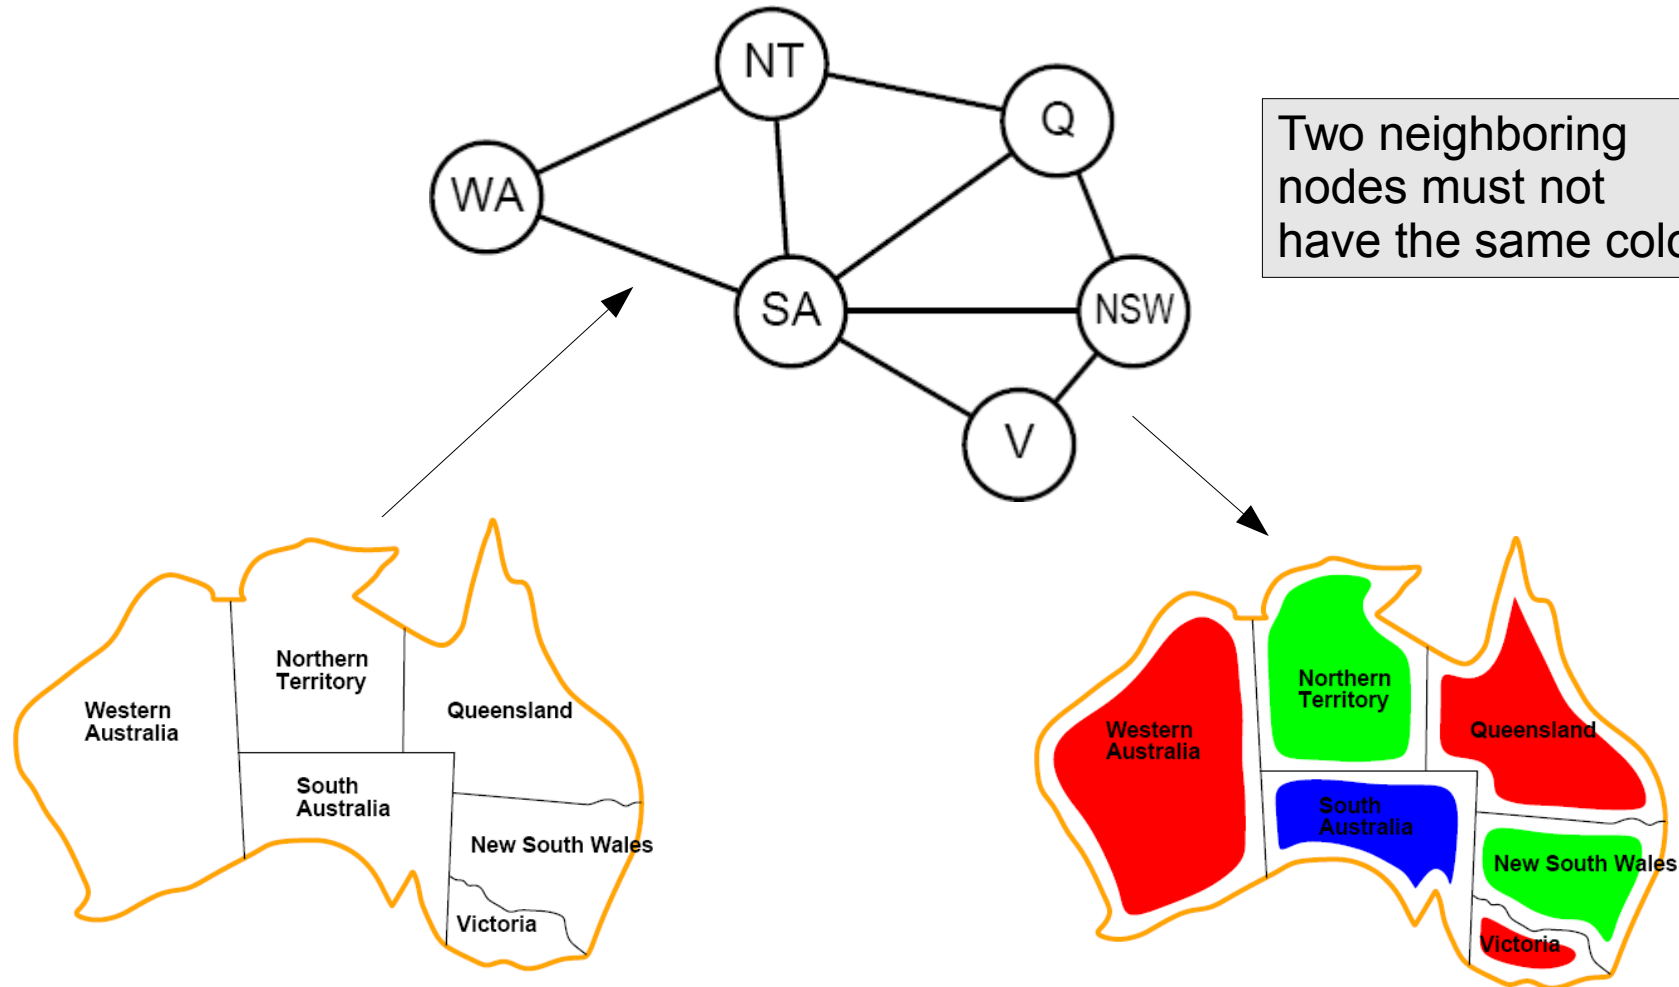 NT
Q
WA
SA
NSW
V
Two neighboring
nodes must not
have the same
Northern
Territory
Western
Australia
Queensland
South
Australia
New South Wales
Victoria
Northern
Territory
Western
Australia
Queensland
South
Australia
New South Wales
Victoria